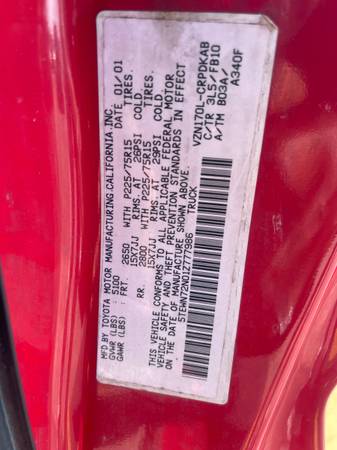 MFD BY TOYOTA MOTOR MANUFACTURING, CALIFORNIA, INC.
GVWR (LBS): 5100 DATE 01/01
GAWR (LBS): FRT. 2650 WITH P225/75R15 TIRES.
15X7JJ RIMS. AT 26PSI COLD.
RR. 2800 WITH P225/75R15 TIRES.
15X7JJ RIMS. AT 29PSI COLD.
THIS VEHICLE CONFORMS TO ALL APPLICABLE FEDERAL MOTOR
VEHICLE SAFETY AND THEFT PREVENTION STANDARDS IN EFFECT
ON THE DATE OF MANUFACTURE SHOWN ABOVE.
5TEWN72N01Z777986 TRUCK
VZN170L-CRPDKAB
C/TR 3L5/FB10
A/TM B03A/ A340F